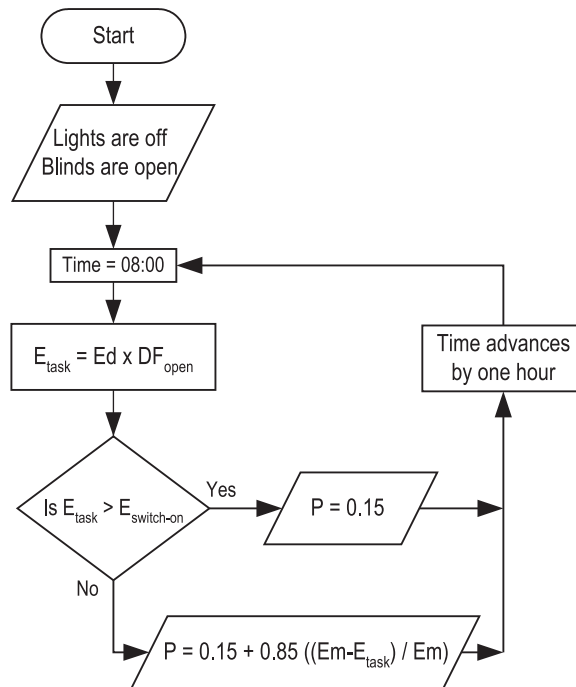 Start
Lights are off
Blinds are open
Time = 08:00
E_task = Ed x DF_open
Time advances
by one hour
Is E_task > E_switch-on
Yes
P = 0.15
No
P = 0.15 + 0.85 ((Em-E_task) / Em)